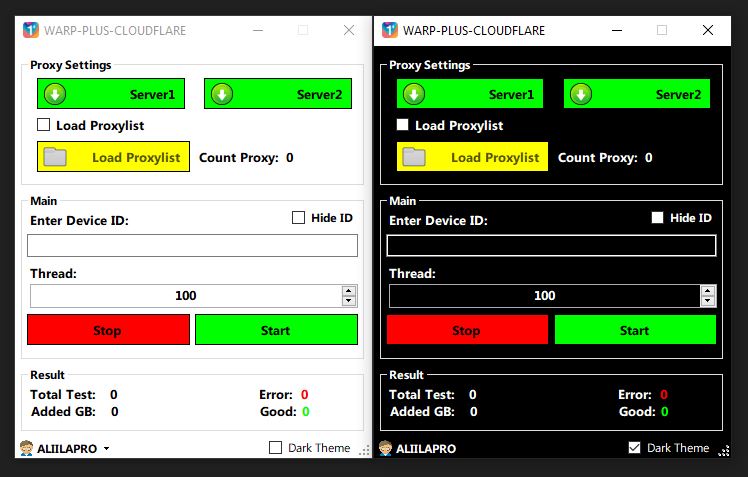 WARP-PLUS-CLOUDFLARE
Proxy Settings
Server1 Server2
Load Proxylist
Load Proxylist Count Proxy: 0
Main
Enter Device ID: Hide ID
Thread:
100
Stop Start
Result
Total Test: 0 Error: 0
Added GB: 0 Good: 0
ALIILAPRO Dark Theme
WARP-PLUS-CLOUDFLARE
Proxy Settings
Server1 Server2
Load Proxylist
Load Proxylist Count Proxy: 0
Main
Enter Device ID: Hide ID
Thread:
100
Stop Start
Result
Total Test: 0 Error: 0
Added GB: 0 Good: 0
ALIILAPRO Dark Theme